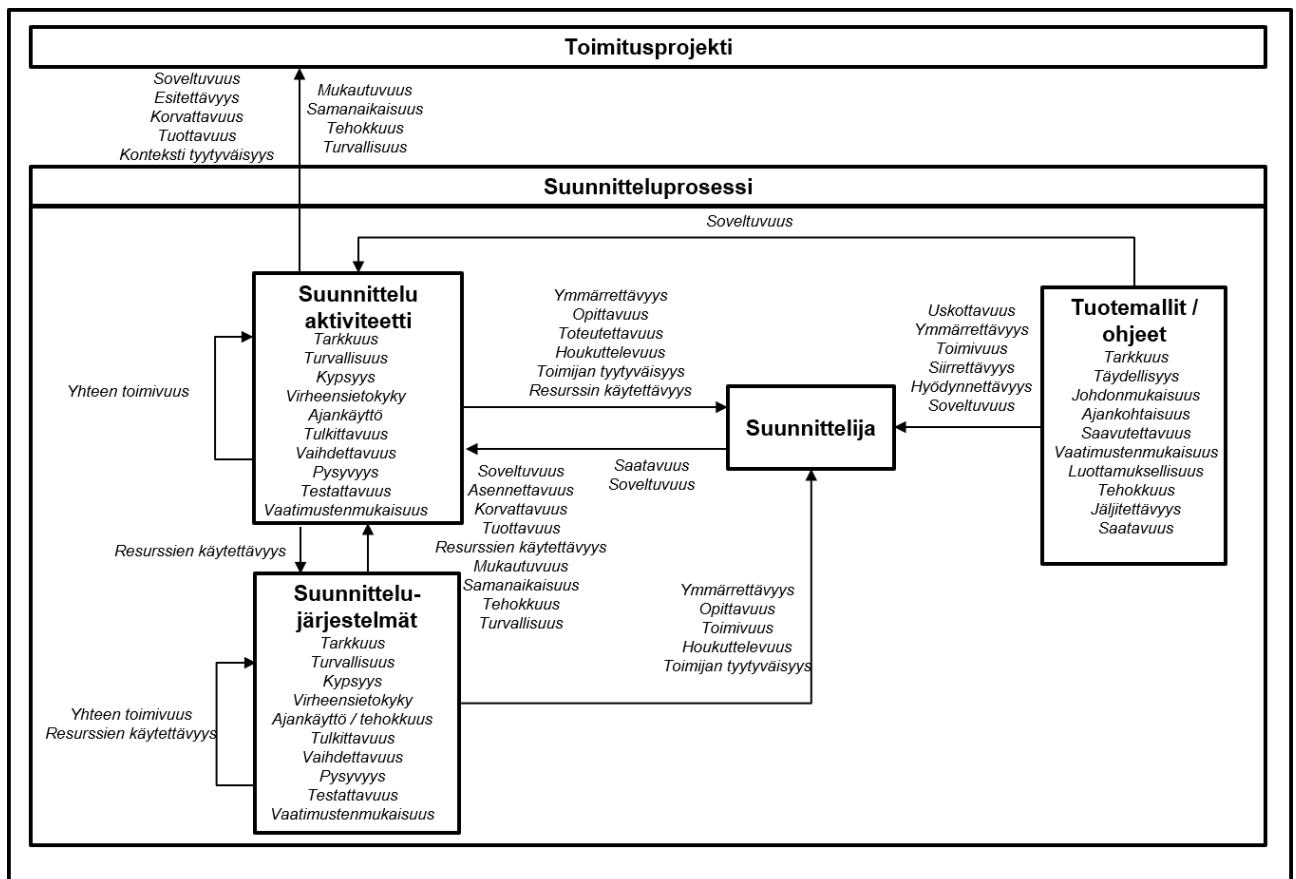 Toimitusprojekti
Soveltuvuus
Esitettävyys
Korvattavuus
Tuottavuus
Konteksti tyytyväisyys
Mukautuvuus
Samanaikaisuus
Tehokkuus
Turvallisuus
Suunnitteluprosessi
Soveltuvuus
Suunnittelu
aktiviteetti
Tarkkuus
Turvallisuus
Kypsyys
Virheensietokyky
Ajankäyttö
Tulkittavuus
Vaihdettavuus
Pysyvyys
Testattavuus
Vaatimustenmukaisuus
Yhteen toimivuus
Ymmärrettävyys
Opittavuus
Toteutettavuus
Houkuttelevuus
Toimijan tyytyväisyys
Resurssin käytettävyys
Suunnittelija
Uskottavuus
Ymmärrettävyys
Toimivuus
Siirrettävyys
Hyödynnettävyys
Soveltuvuus
Tuotemallit /
ohjeet
Tarkkuus
Täydellisyys
Johdonmukaisuus
Ajankohtaisuus
Saavutettavuus
Vaatimustenmukaisuus
Luottamuksellisuus
Tehokkuus
Jäljitettävyys
Saatavuus
Saatavuus
Soveltuvuus
Resurssien käytettävyys
Soveltuvuus
Asennettavuus
Korvattavuus
Tuottavuus
Resurssien käytettävyys
Mukautuvuus
Samanaikaisuus
Tehokkuus
Turvallisuus
Suunnittelu-
järjestelmät
Tarkkuus
Turvallisuus
Kypsyys
Virheensietokyky
Ajankäyttö / tehokkuus
Tulkittavuus
Vaihdettavuus
Pysyvyys
Testattavuus
Vaatimustenmukaisuus
Yhteen toimivuus
Resurssien käytettävyys
Ymmärrettävyys
Opittavuus
Toimivuus
Houkuttelevuus
Toimijan tyytyväisyys